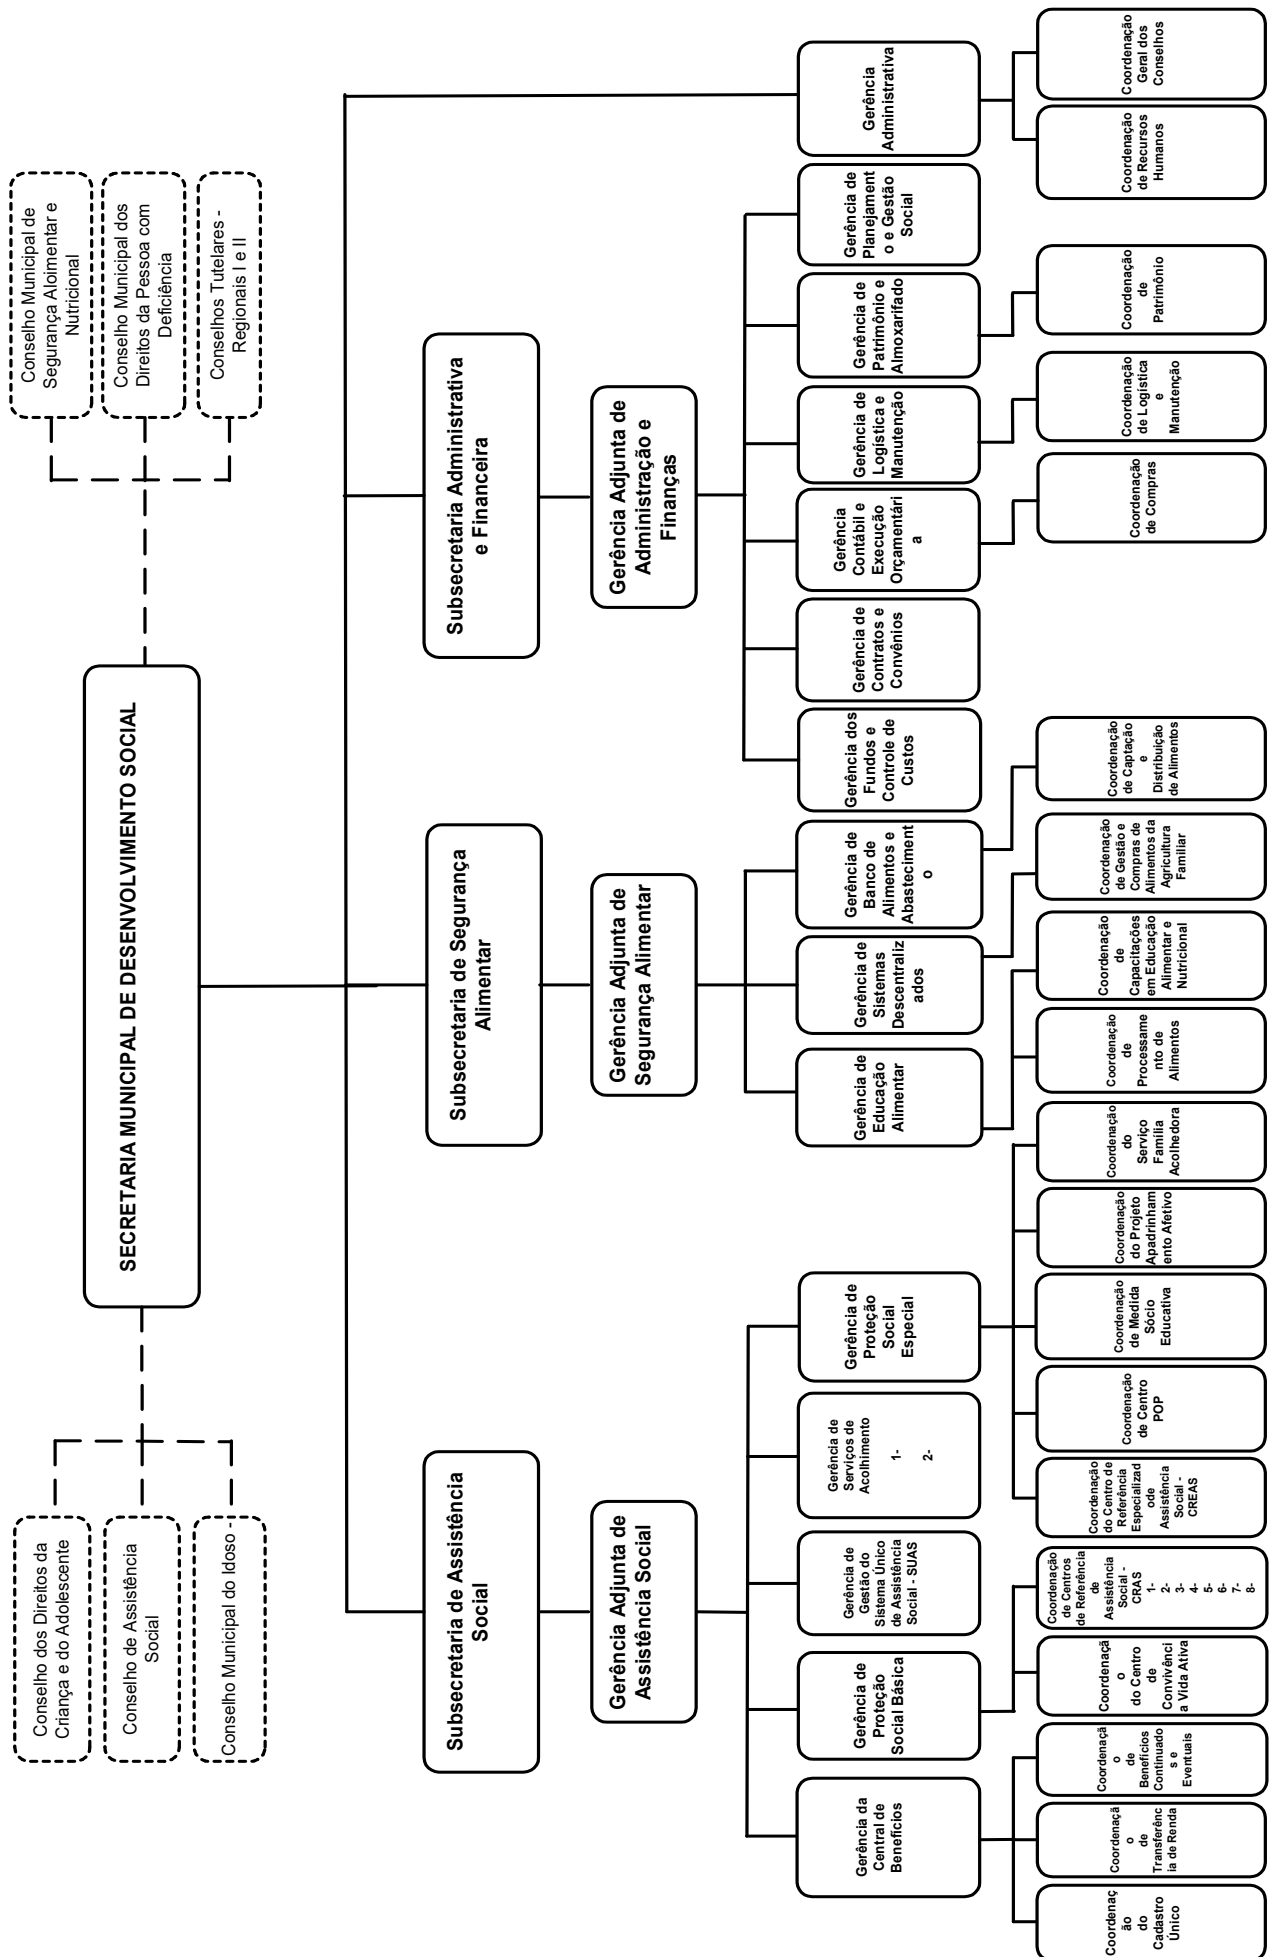 SECRETARIA MUNICIPAL DE DESENVOLVIMENTO SOCIAL
Conselho dos Direitos da
Criança e do Adolescente
Conselho de Assistência
Social
Conselho Municipal do Idoso -
Conselho Municipal de
Segurança Aloimentar e
Nutricional
Conselho Municipal dos
Direitos da Pessoa com
Deficiência
Conselhos Tutelares -
Regionais I e II
Subsecretaria de Assistência
Social
Subsecretaria de Segurança
Alimentar
Subsecretaria Administrativa
e Financeira
Gerência Adjunta de
Assistência Social
Gerência Adjunta de
Segurança Alimentar
Gerência Adjunta de
Administração e
Finanças
Gerência da
Central de
Benefícios
Gerência de
Proteção
Social Básica
Gerência de
Gestão do
Sistema Único
de Assistência
Social - SUAS
Gerência de
Serviços de
Acolhimento
1-
2-
Gerência de
Proteção
Social
Especial
Gerência de
Educação
Alimentar
Gerência de
Sistemas
Descentraliz
ados
Gerência de
Banco de
Alimentos e
Abasteciment
o
Gerência dos
Fundos e
Controle de
Custos
Gerência de
Contratos e
Convênios
Gerência
Contábil e
Execução
Orçamentári
a
Gerência de
Logística e
Manutenção
Gerência de
Patrimônio e
Almoxarifado
Gerência de
Planejament
o e Gestão
Social
Gerência
Administrativa
Coordenaç
ão
do
Cadastro
Único
Coordenaçã
o
de
Transferênc
ia de Renda
Coordenaçã
o
de
Benefícios
Continuado
s e
Eventuais
Coordenaçã
o
do Centro
de
Convivênci
a Vida Ativa
Coordenação
de Centros
de Referência
de
Assistência
Social -
CRAS
1-
2-
3-
4-
5-
6-
7-
8-
Coordenação
do Centro de
Referência
Especializad
ode
Assistência
Social -
CREAS
Coordenação
de Centro
POP
Coordenação
de Medida
Sócio
Educativa
Coordenação
do Projeto
Apadrinham
ento Afetivo
Coordenação
do
Serviço
Família
Acolhedora
Coordenação
de
Processame
nto de
Alimentos
Coordenação
de
Capacitações
em Educação
Alimentar e
Nutricional
Coordenação
de Gestão e
Compras de
Alimentos da
Agricultura
Familiar
Coordenação
de Captação
e
Distribuição
de Alimentos
Coordenação
de Compras
Coordenação
de Logística
e
Manutenção
Coordenação
de
Patrimônio
Coordenação
de Recursos
Humanos
Coordenação
Geral dos
Conselhos